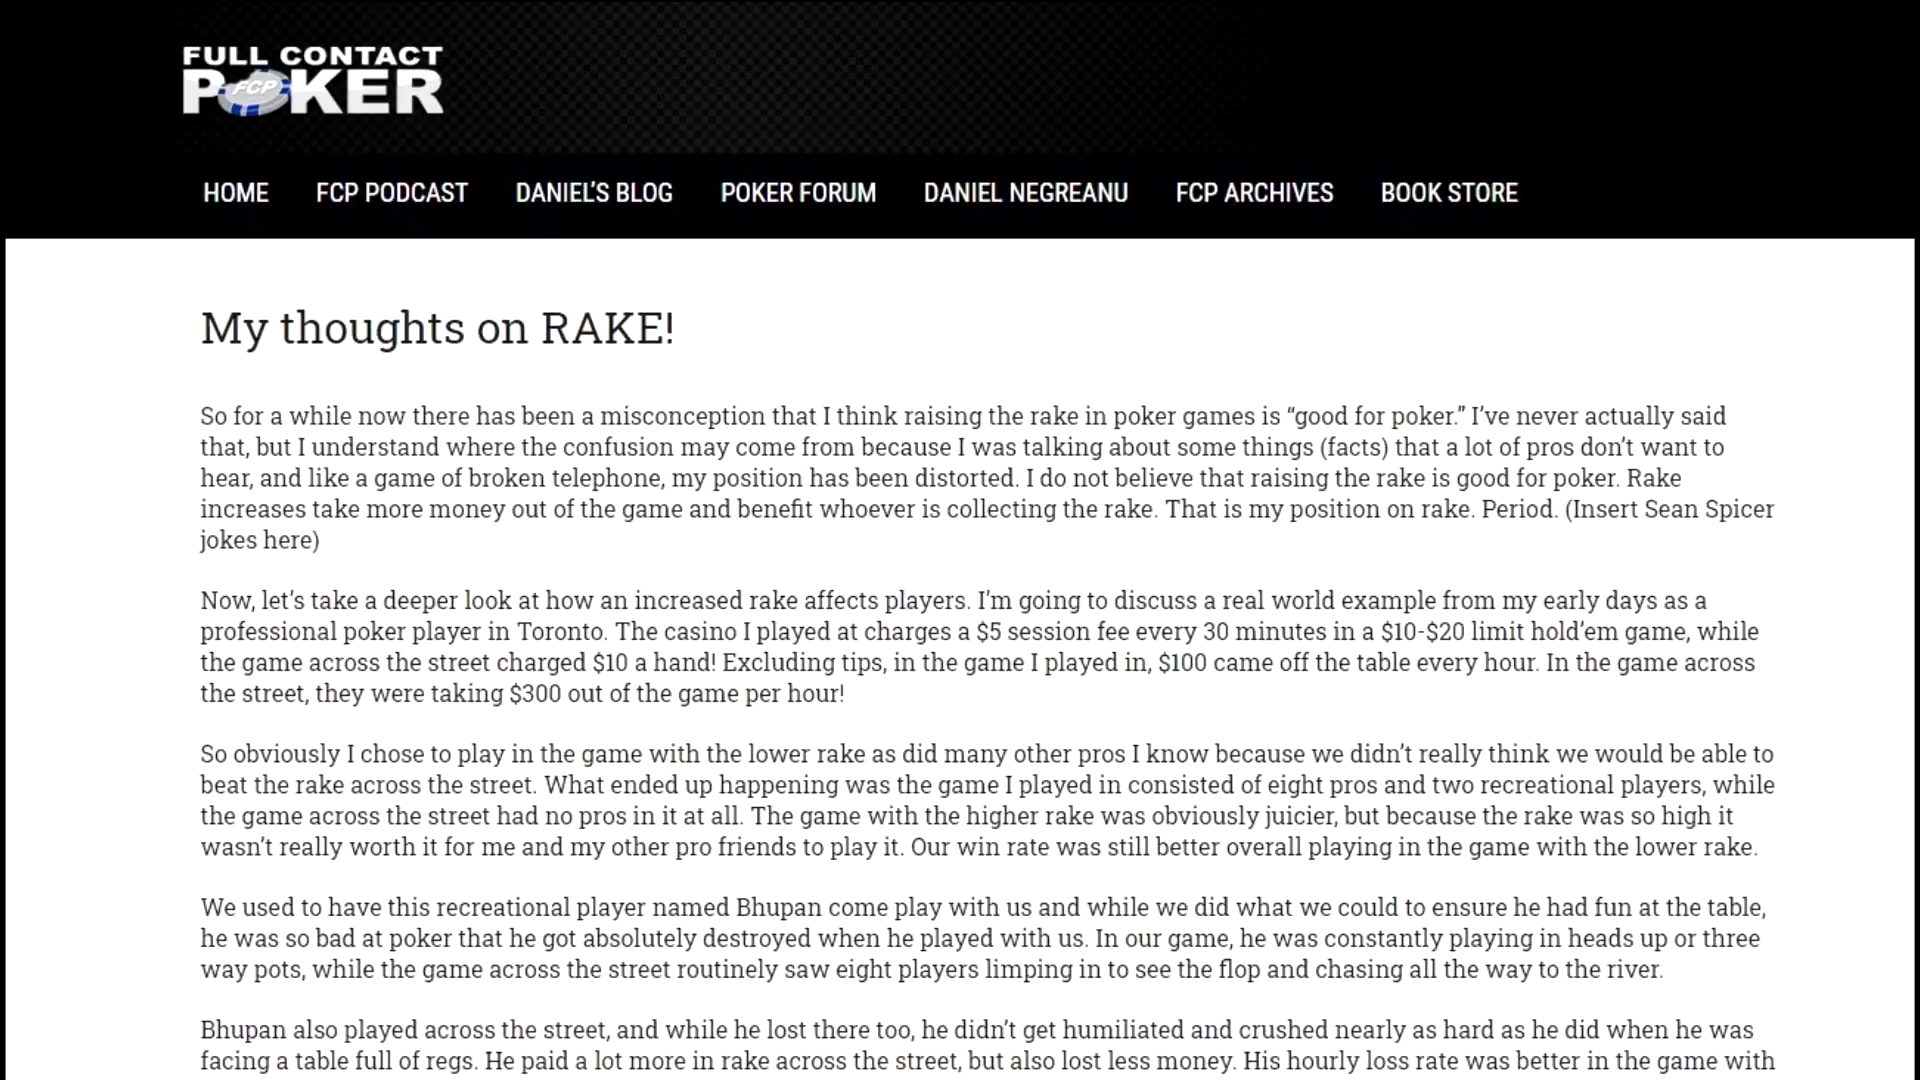 FULL CONTACT
POKER
FCP
HOME FCP PODCAST DANIEL'S BLOG POKER FORUM DANIEL NEGREANU FCP ARCHIVES BOOK STORE
My thoughts on RAKE!
So for a while now there has been a misconception that I think raising the rake in poker games is “good for poker.” I’ve never actually said
that, but I understand where the confusion may come from because I was talking about some things (facts) that a lot of pros don’t want to
hear, and like a game of broken telephone, my position has been distorted. I do not believe that raising the rake is good for poker. Rake
increases take more money out of the game and benefit whoever is collecting the rake. That is my position on rake. Period. (Insert Sean Spicer
jokes here)
Now, let’s take a deeper look at how an increased rake affects players. I’m going to discuss a real world example from my early days as a
professional poker player in Toronto. The casino I played at charges a $5 session fee every 30 minutes in a $10-$20 limit hold’em game, while
the game across the street charged $10 a hand! Excluding tips, in the game I played in, $100 came off the table every hour. In the game across
the street, they were taking $300 out of the game per hour!
So obviously I chose to play in the game with the lower rake as did many other pros I know because we didn’t really think we would be able to
beat the rake across the street. What ended up happening was the game I played in consisted of eight pros and two recreational players, while
the game across the street had no pros in it at all. The game with the higher rake was obviously juicier, but because the rake was so high it
wasn’t really worth it for me and my other pro friends to play it. Our win rate was still better overall playing in the game with the lower rake.
We used to have this recreational player named Bhupan come play with us and while we did what we could to ensure he had fun at the table,
he was so bad at poker that he got absolutely destroyed when he played with us. In our game, he was constantly playing in heads up or three
way pots, while the game across the street routinely saw eight players limping in to see the flop and chasing all the way to the river.
Bhupan also played across the street, and while he lost there too, he didn’t get humiliated and crushed nearly as hard as he did when he was
facing a table full of regs. He paid a lot more in rake across the street, but also lost less money. His hourly loss rate was better in the game with